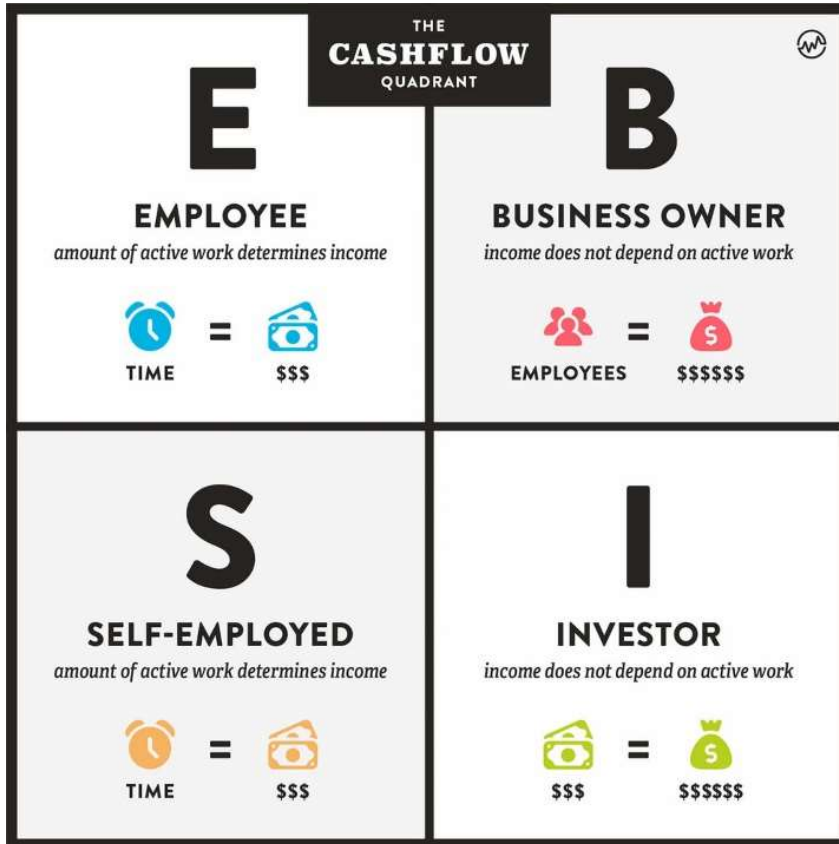 THE
CASHFLOW
QUADRANT
E
EMPLOYEE
amount of active work determines income
=
TIME
$$$
B
BUSINESS OWNER
income does not depend on active work
=
$
EMPLOYEES
$$$$$$
S
SELF-EMPLOYED
amount of active work determines income
=
TIME
$$$
I
INVESTOR
income does not depend on active work
=
$
$$$
$$$$$$